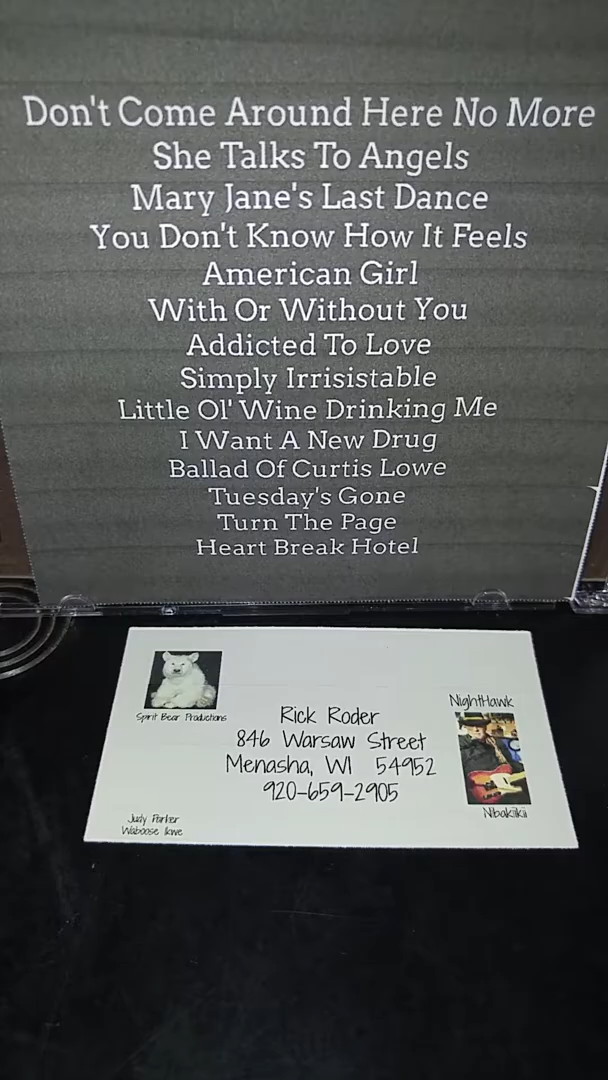 Don't Come Around Here No More
She Talks To Angels
Mary Jane's Last Dance
You Don't Know How It Feels
American Girl
With Or Without You
Addicted To Love
Simply Irrisistable
Little Ol' Wine Drinking Me
I Want A New Drug
Ballad Of Curtis Lowe
Tuesday's Gone
Turn The Page
Heart Break Hotel
Spirit Bear Productions
Rick Roder
846 Warsaw Street
Menasha, WI 54952
920-659-2905
NightHawk
Nibakiikii
Judy Parker
Waboose Ikwe